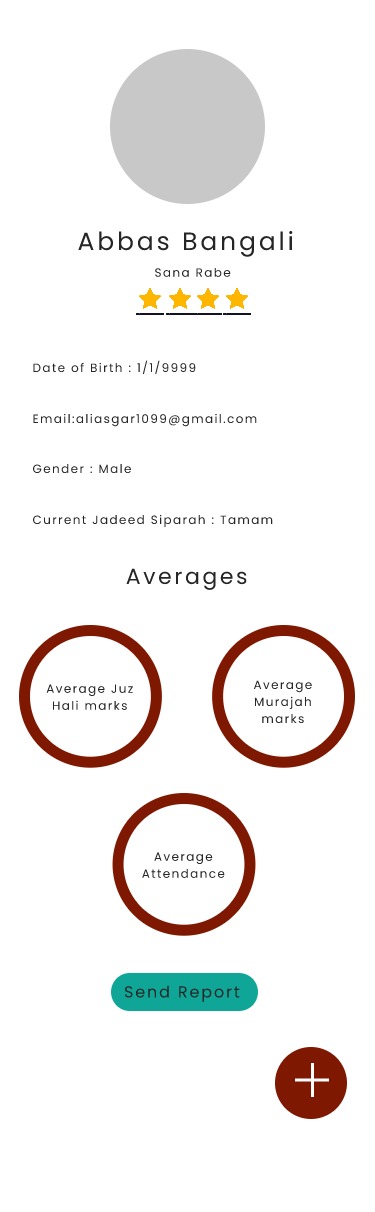 Abbas Bangali
Sana Rabe
Date of Birth : 1/1/9999
Email:aliasgar1099@gmail.com
Gender : Male
Current Jadeed Siparah : Tamam
Averages
Average Juz
Hali marks
Average
Murajah
marks
Average
Attendance
Send Report